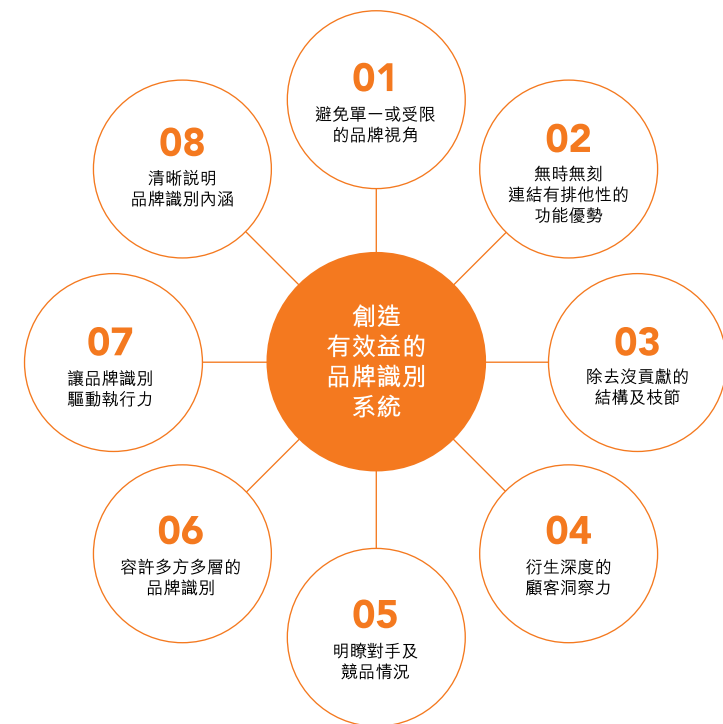 01
避免單一或受限
的品牌視角
02
無時無刻
連結有排他性的
功能優勢
03
除去沒貢獻的
結構及枝節
04
衍生深度的
顧客洞察力
05
明瞭對手及
競品情況
06
容許多方多層的
品牌識別
07
讓品牌識別
驅動執行力
08
清晰説明
品牌識別內涵
創造
有效益的
品牌識別
系統